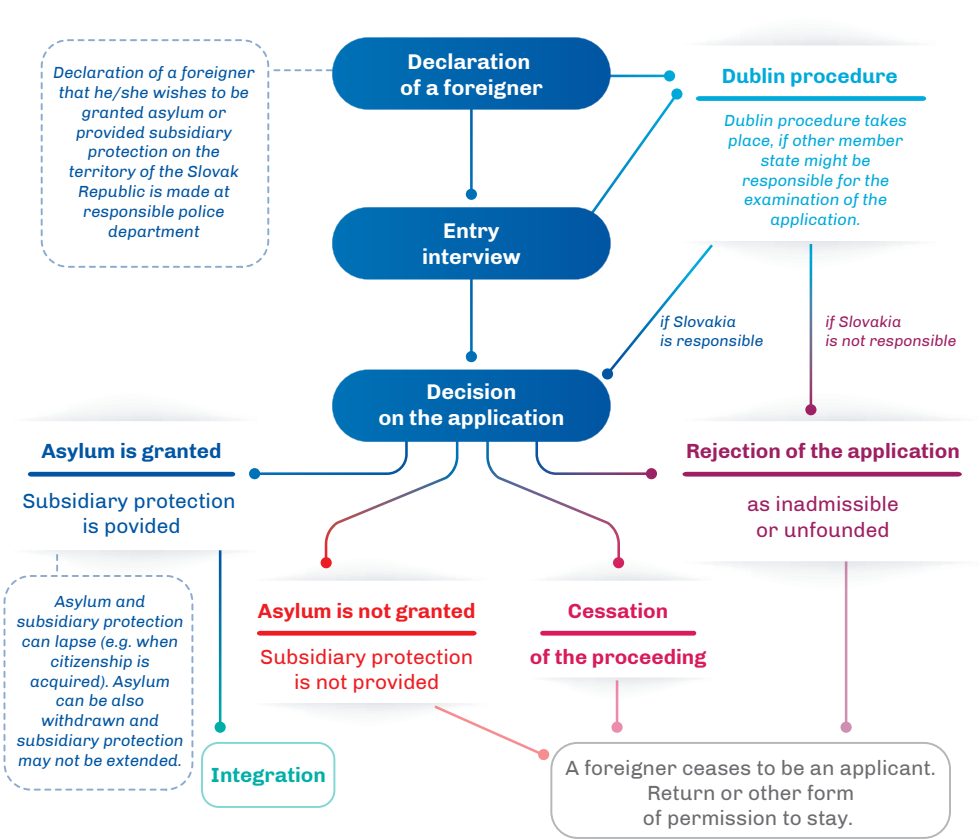 Declaration
of a foreigner
Declaration of a foreigner
that he/she wishes to be
granted asylum or
provided subsidiary
protection on the
territory of the Slovak
Republic is made at
responsible police
department
Dublin procedure
Dublin procedure takes
place, if other member
state might be
responsible for the
examination of the
application.
Entry
interview
if Slovakia
is responsible
if Slovakia
is not responsible
Decision
on the application
Asylum is granted
Subsidiary protection
is povided
Rejection of the application
as inadmissible
or unfounded
Asylum and
subsidiary protection
can lapse (e.g. when
citizenship is
acquired). Asylum
can be also
withdrawn and
subsidiary protection
may not be extended.
Asylum is not granted
Subsidiary protection
is not provided
Cessation
of the proceeding
Integration
A foreigner ceases to be an applicant.
Return or other form
of permission to stay.